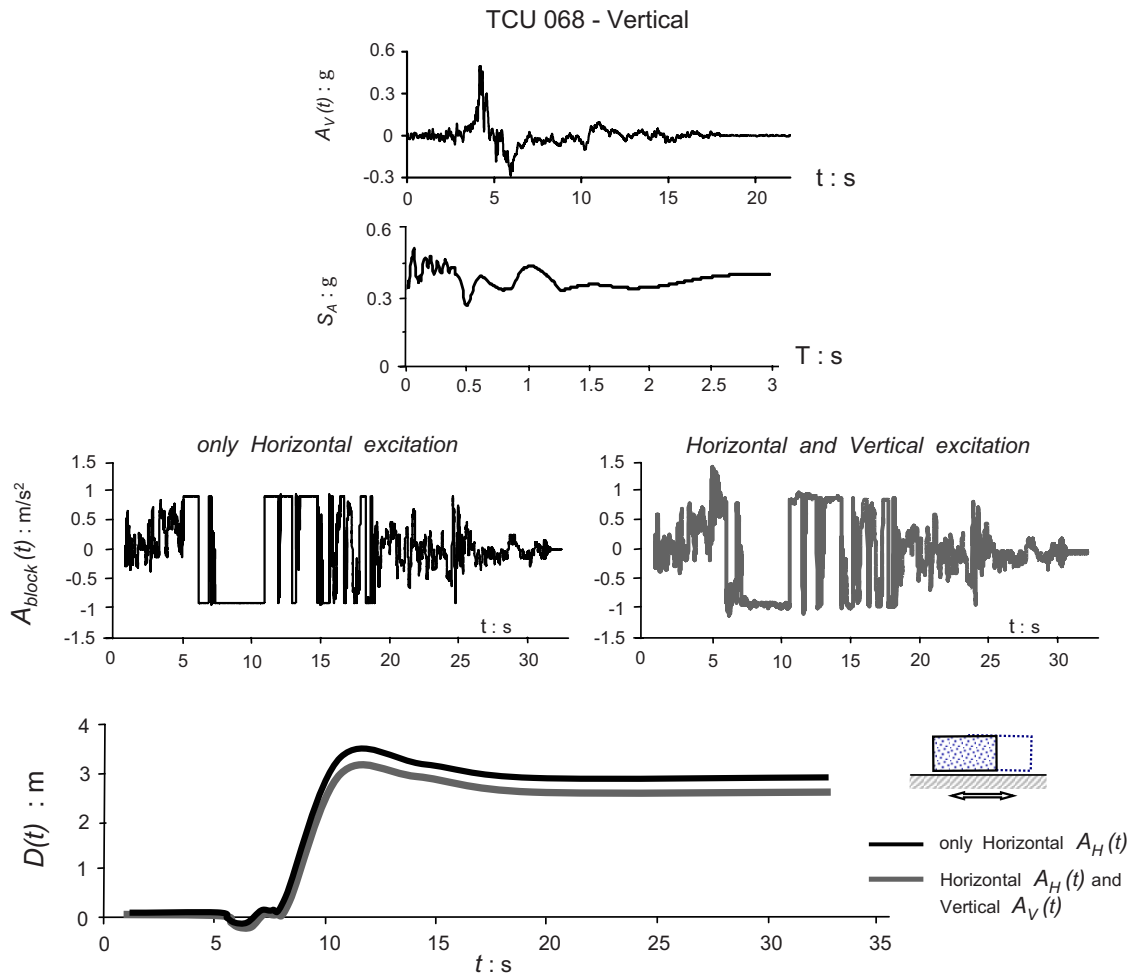 TCU 068 - Vertical
0.6
0.3
0
-0.3
A_V (t) : g
0 5 10 15 20
t : s
0.6
0.3
0
S_A : g
T : s
0 0.5 1 1.5 2 2.5 3
only Horizontal excitation
1.5
1
0.5
0
-0.5
-1
-1.5
A_block (t) : m/s²
t : s
0 5 10 15 20 25 30
Horizontal and Vertical excitation
1.5
1
0.5
0
-0.5
-1
-1.5
t : s
0 5 10 15 20 25 30
4
3
2
1
0
D(t) : m
0 5 10 15 20 25 30 35
t : s
only Horizontal A_H (t)
Horizontal A_H (t) and
Vertical A_V (t)